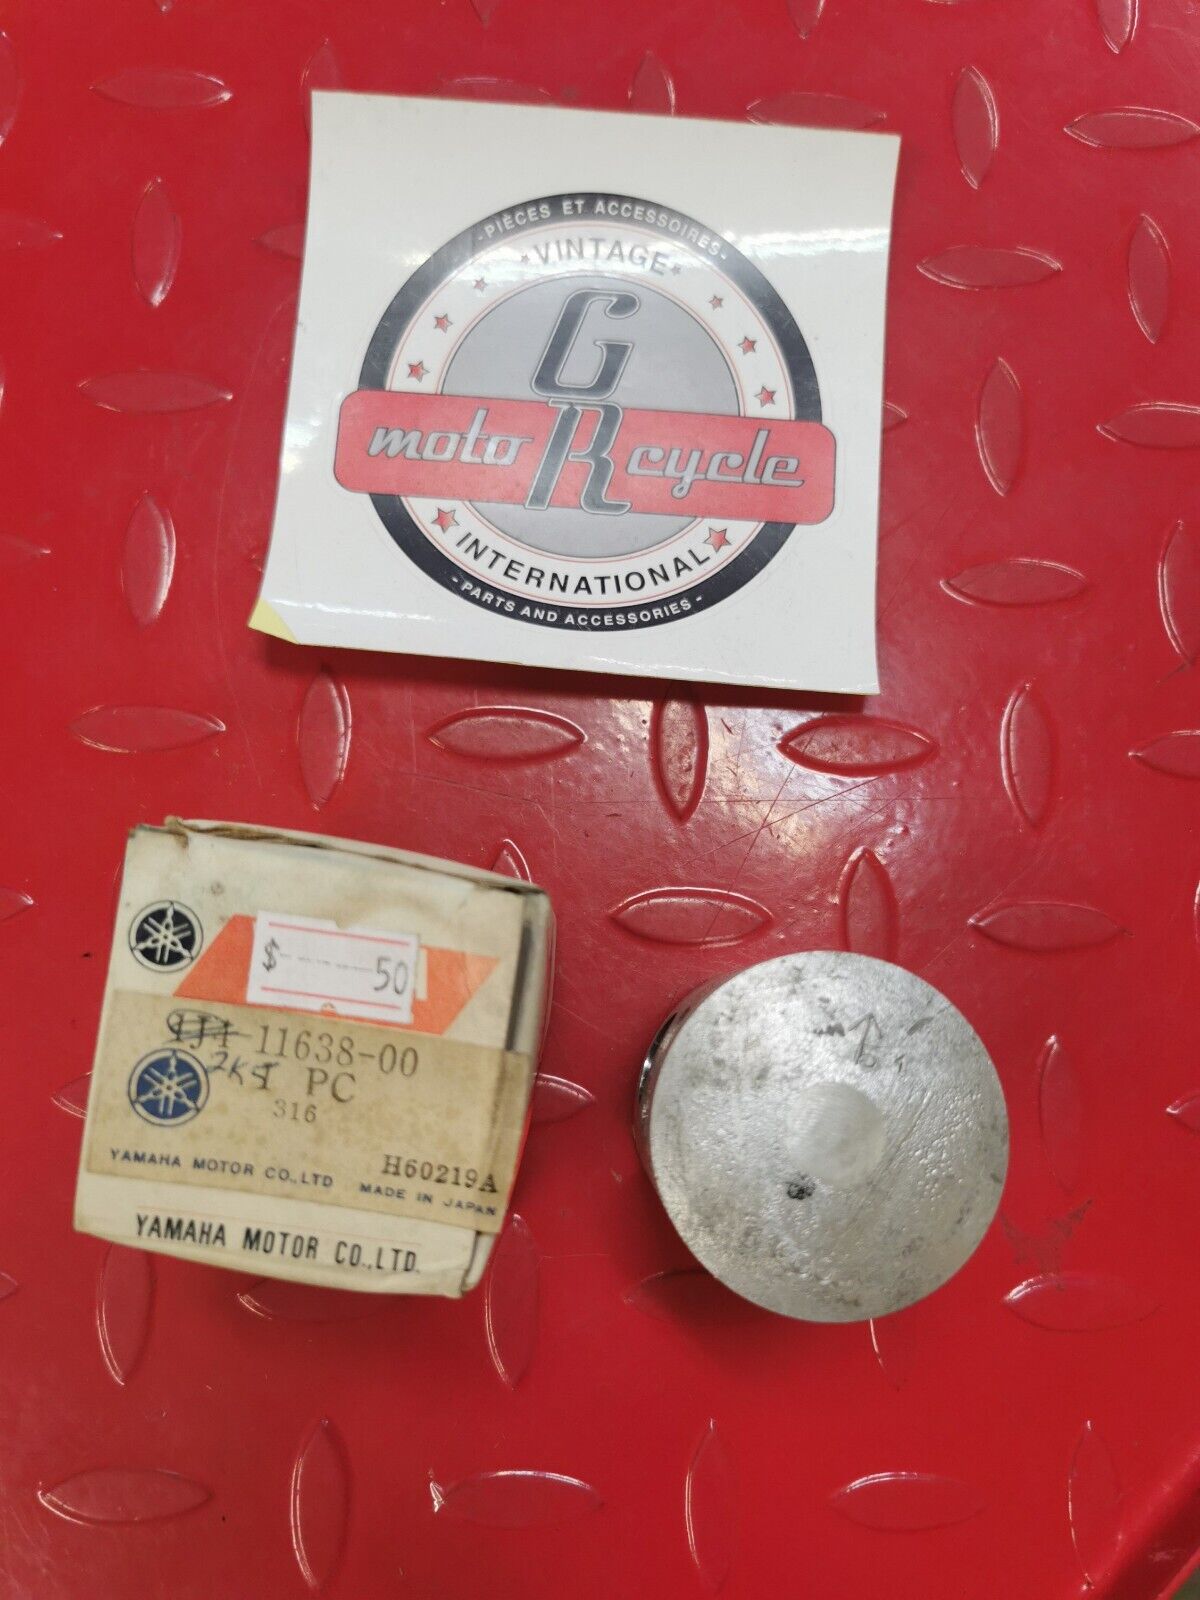 -PIÈCES ET ACCESSOIRES-
VINTAGE
G
moto R cycle
INTERNATIONAL
-PARTS AND ACCESSORIES-
$ 50
11638-00
PC
316
H60219A
YAMAHA MOTOR CO.,LTD MADE IN JAPAN
YAMAHA MOTOR CO.,LTD.